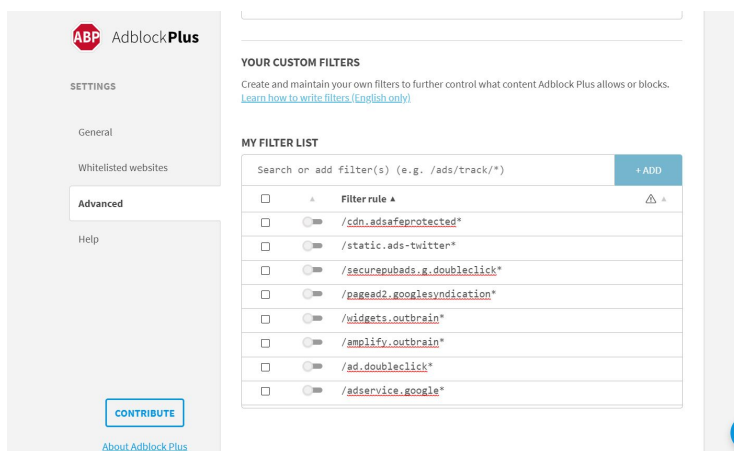 ABP Adblock Plus
SETTINGS
General
Whitelisted websites
Advanced
Help
CONTRIBUTE
About Adblock Plus
YOUR CUSTOM FILTERS
Create and maintain your own filters to further control what content Adblock Plus allows or blocks.
Learn how to write filters (English only)
MY FILTER LIST
Search or add filter(s) (e.g. /ads/track/*)
+ ADD
Filter rule ▲
/cdn.adsafeprotected*
/static.ads-twitter*
/securepubads.g.doubleclick*
/pagead2.googlesyndication*
/widgets.outbrain*
/amplify.outbrain*
/ad.doubleclick*
/adservice.google*